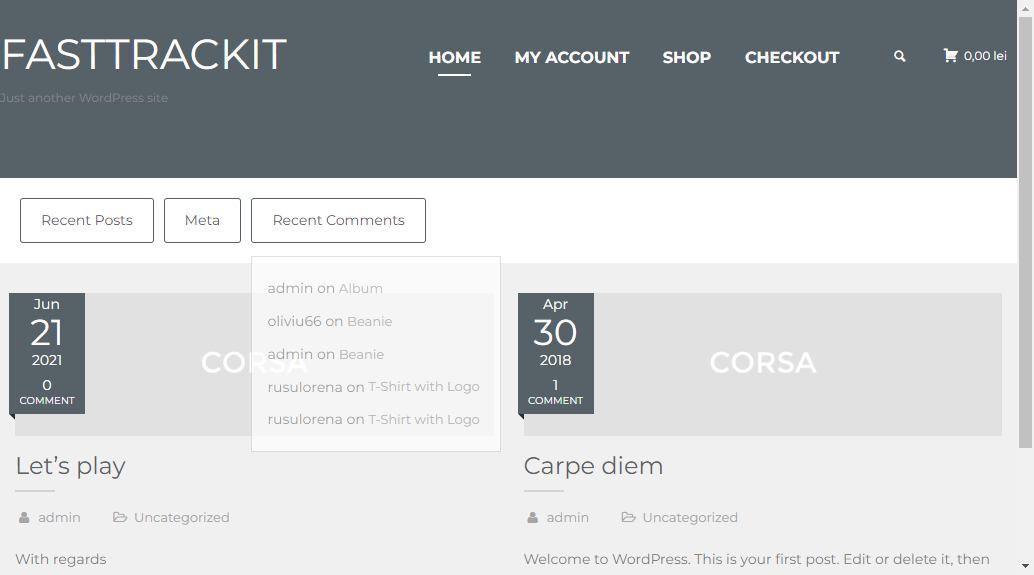 FASTTRACKIT
Just another WordPress site
HOME MY ACCOUNT SHOP CHECKOUT 0,00 lei
Recent Posts Meta Recent Comments
admin on Album
oliviu66 on Beanie
admin on Beanie
rusulorena on T-Shirt with Logo
rusulorena on T-Shirt with Logo
Jun
21
2021
0
COMMENT
CORSA
Let’s play
admin Uncategorized
With regards
Apr
30
2018
1
COMMENT
CORSA
Carpe diem
admin Uncategorized
Welcome to WordPress. This is your first post. Edit or delete it, then